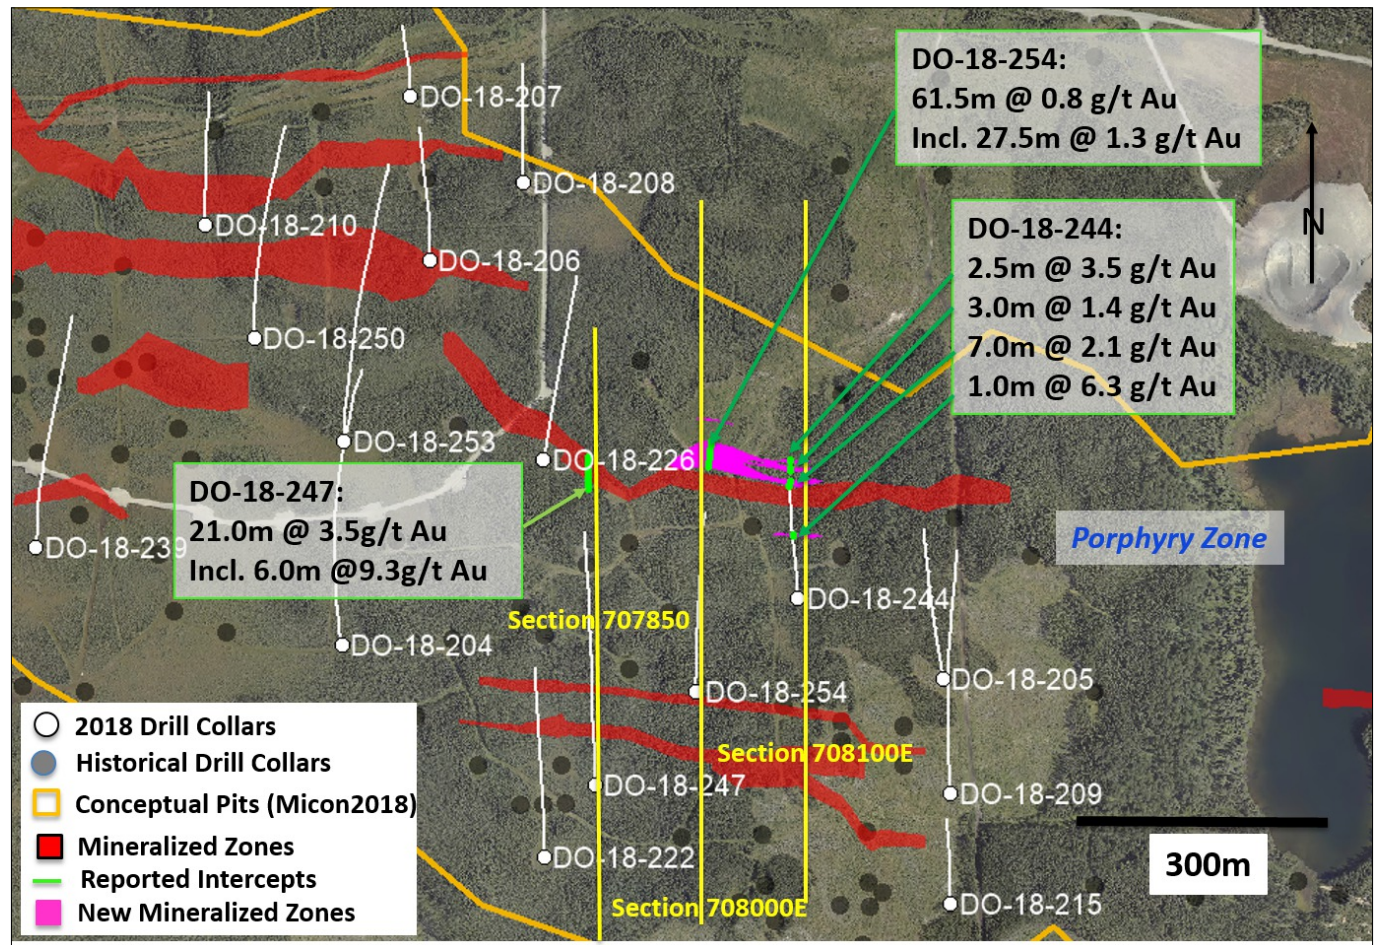 DO-18-254:
61.5m @ 0.8 g/t Au
Incl. 27.5m @ 1.3 g/t Au
DO-18-207
DO-18-208
DO-18-210
DO-18-206
N
DO-18-244:
2.5m @ 3.5 g/t Au
3.0m @ 1.4 g/t Au
7.0m @ 2.1 g/t Au
1.0m @ 6.3 g/t Au
DO-18-250
DO-18-253
DO-18-226
DO-18-247:
21.0m @ 3.5g/t Au
Incl. 6.0m @9.3g/t Au
DO-18-239
Porphyry Zone
DO-18-244
Section 707850
DO-18-204
DO-18-205
DO-18-254
Section 708100E
DO-18-247
DO-18-209
DO-18-222
300m
Section 708000E
DO-18-215
2018 Drill Collars
Historical Drill Collars
Conceptual Pits (Micon2018)
Mineralized Zones
Reported Intercepts
New Mineralized Zones